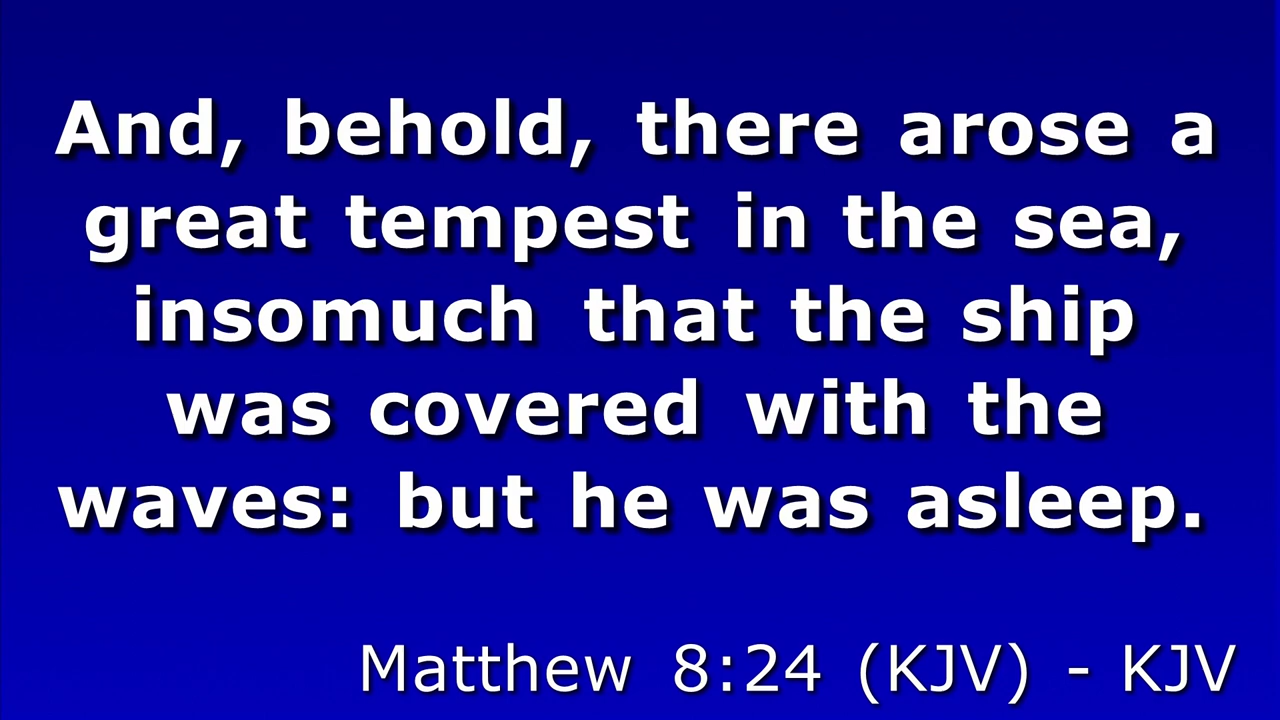 And, behold, there arose a
great tempest in the sea,
insomuch that the ship
was covered with the
waves: but he was asleep.
Matthew 8:24 (KJV) - KJV